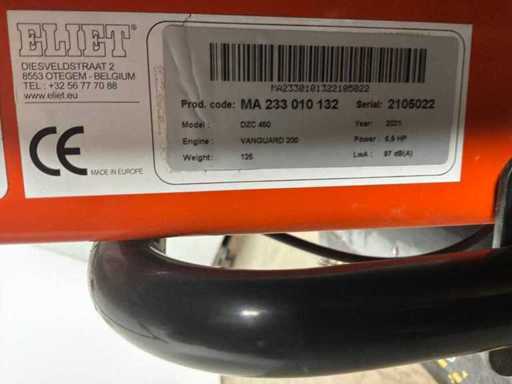 ELIET
DIESVELDSTRAAT 2
8553 OTEGEM - BELGIUM
TEL : +32 56 77 70 88
www.eliet.eu
CE
MADE IN EUROPE
MA2330101322105022
Prod. code: MA 233 010 132 Serial: 2105022
Model : DZC 450 Year: 2021
Engine : VANGUARD 200 Power : 6,5 HP
Weight: 126 LwA : 97 dB(A)